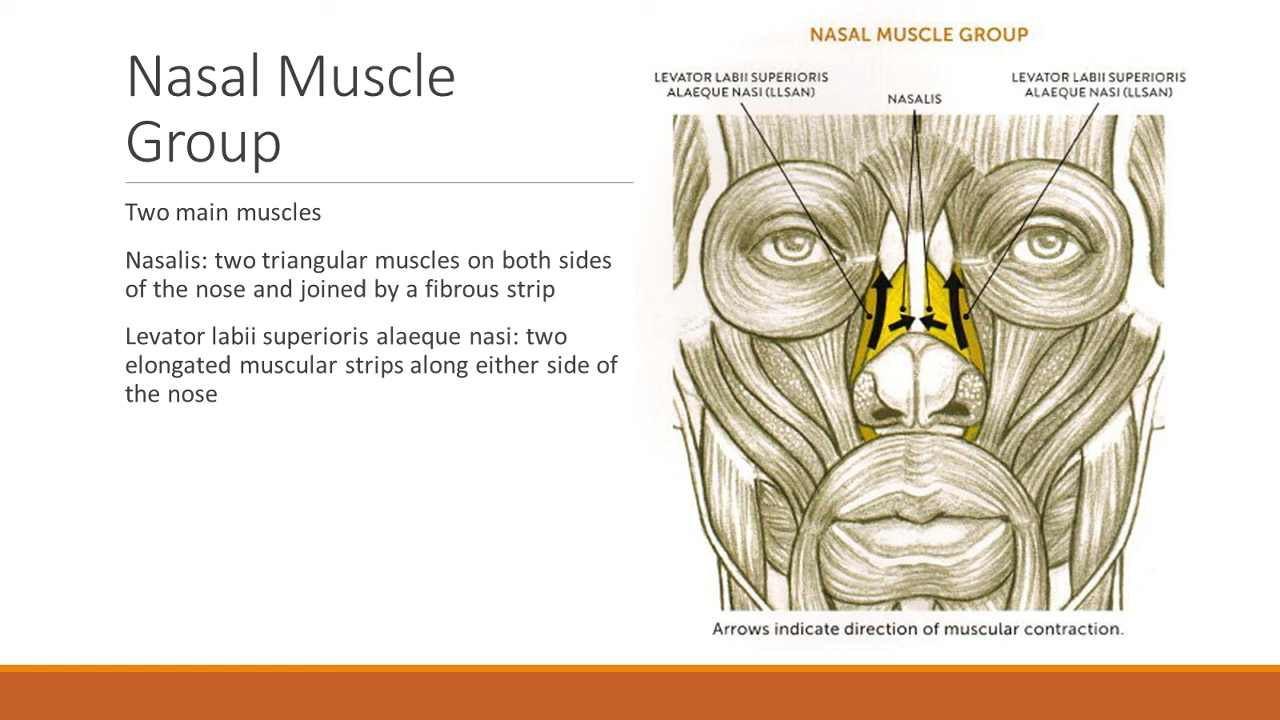 Nasal Muscle
Group
Two main muscles
Nasalis: two triangular muscles on both sides
of the nose and joined by a fibrous strip
Levator labii superioris alaeque nasi: two
elongated muscular strips along either side of
the nose
NASAL MUSCLE GROUP
LEVATOR LABII SUPERIORIS
ALAEQUE NASI (LLSAN)
NASALIS
LEVATOR LABII SUPERIORIS
ALAEQUE NASI (LLSAN)
Arrows indicate direction of muscular contraction.